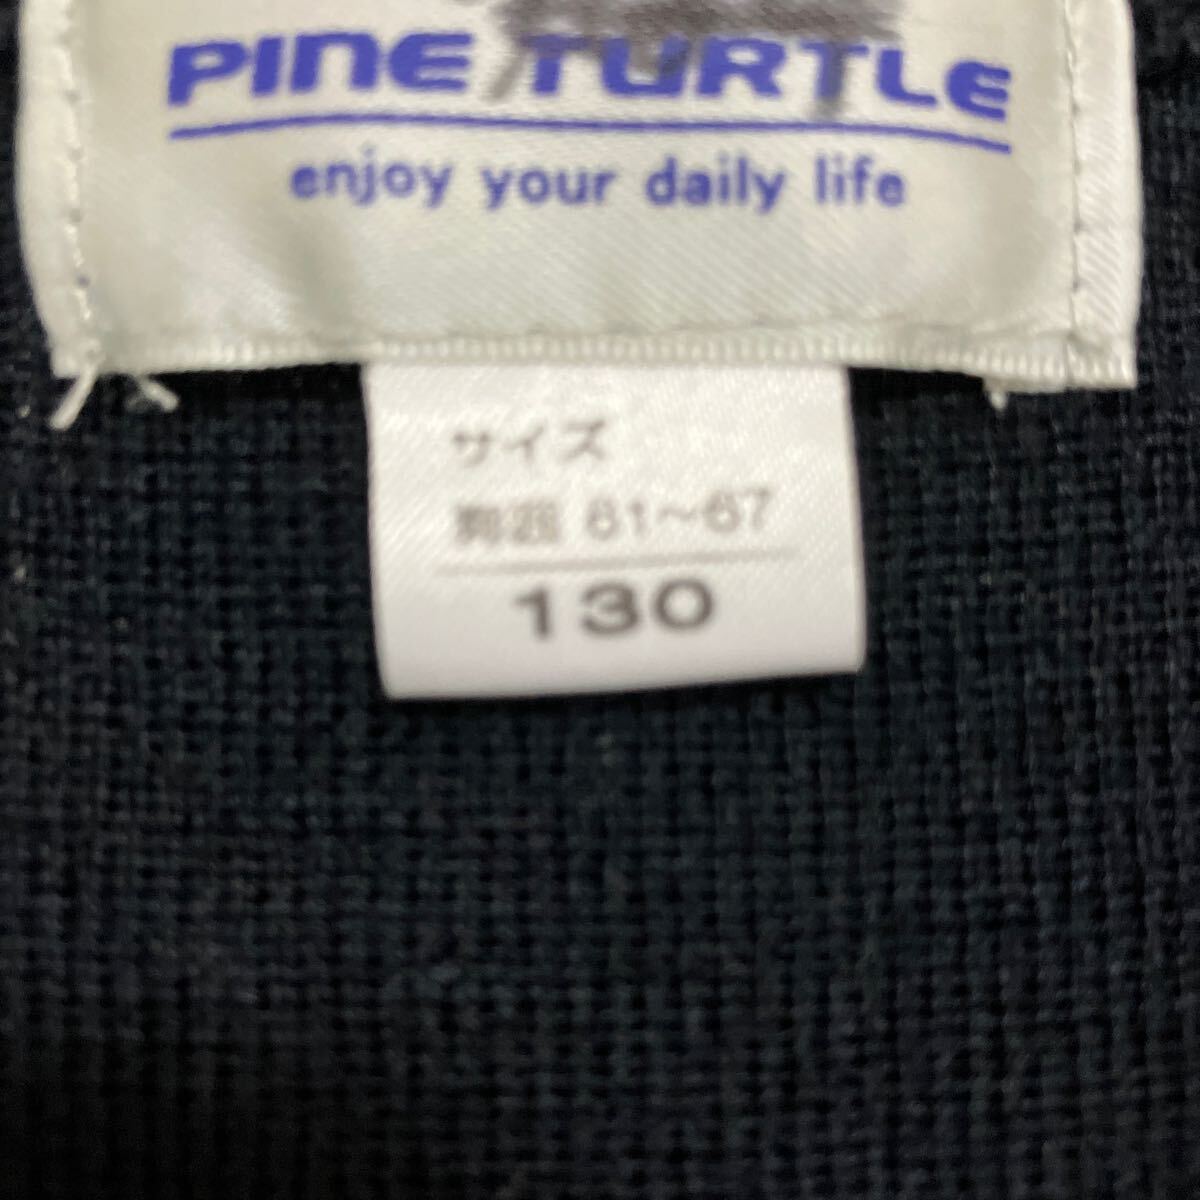 PINE TURTLE
enjoy your daily life
サイズ
胸囲 61~67
130